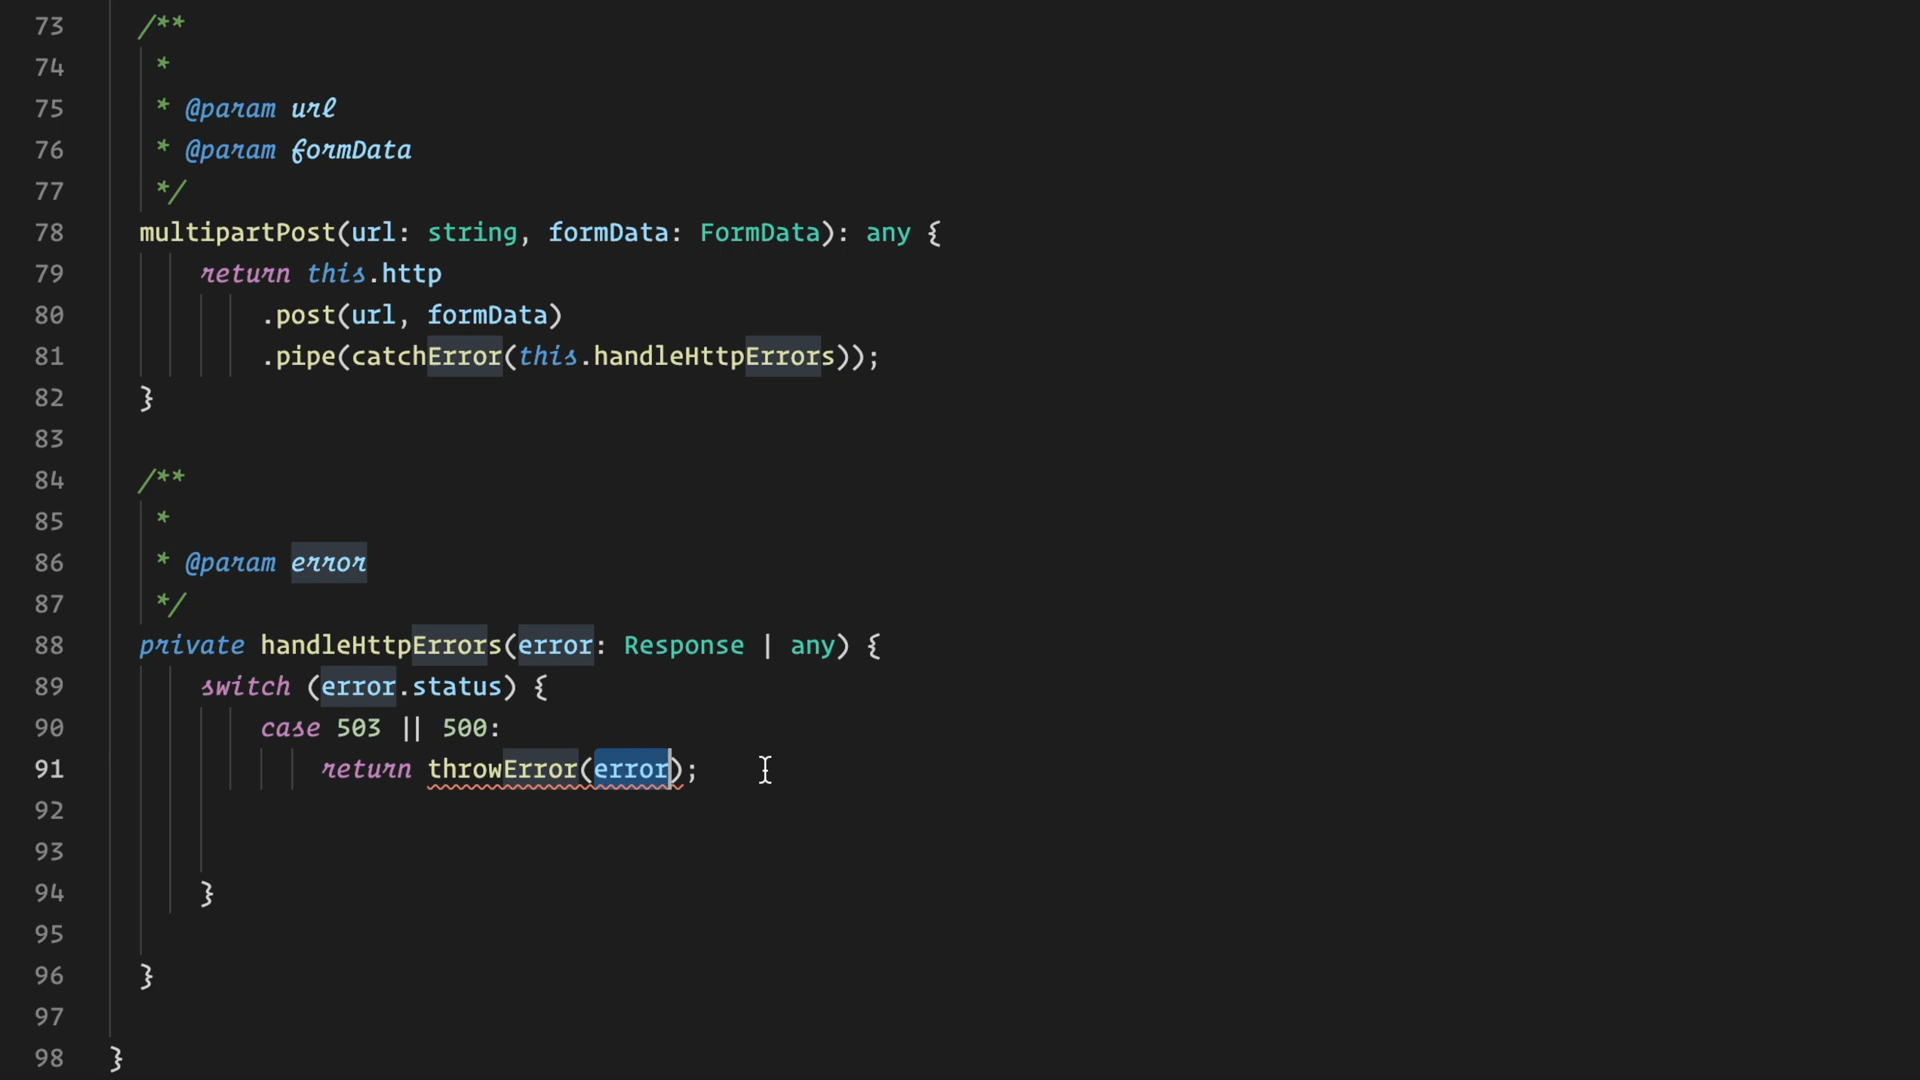 73 /**
74 *
75 * @param url
76 * @param formData
77 */
78 multipartPost(url: string, formData: FormData): any {
79 return this.http
80 .post(url, formData)
81 .pipe(catchError(this.handleHttpErrors));
82 }
83
84 /**
85 *
86 * @param error
87 */
88 private handleHttpErrors(error: Response | any) {
89 switch (error.status) {
90 case 503 || 500:
91 return throwError(error);
92
93
94 }
95
96 }
97
98 }